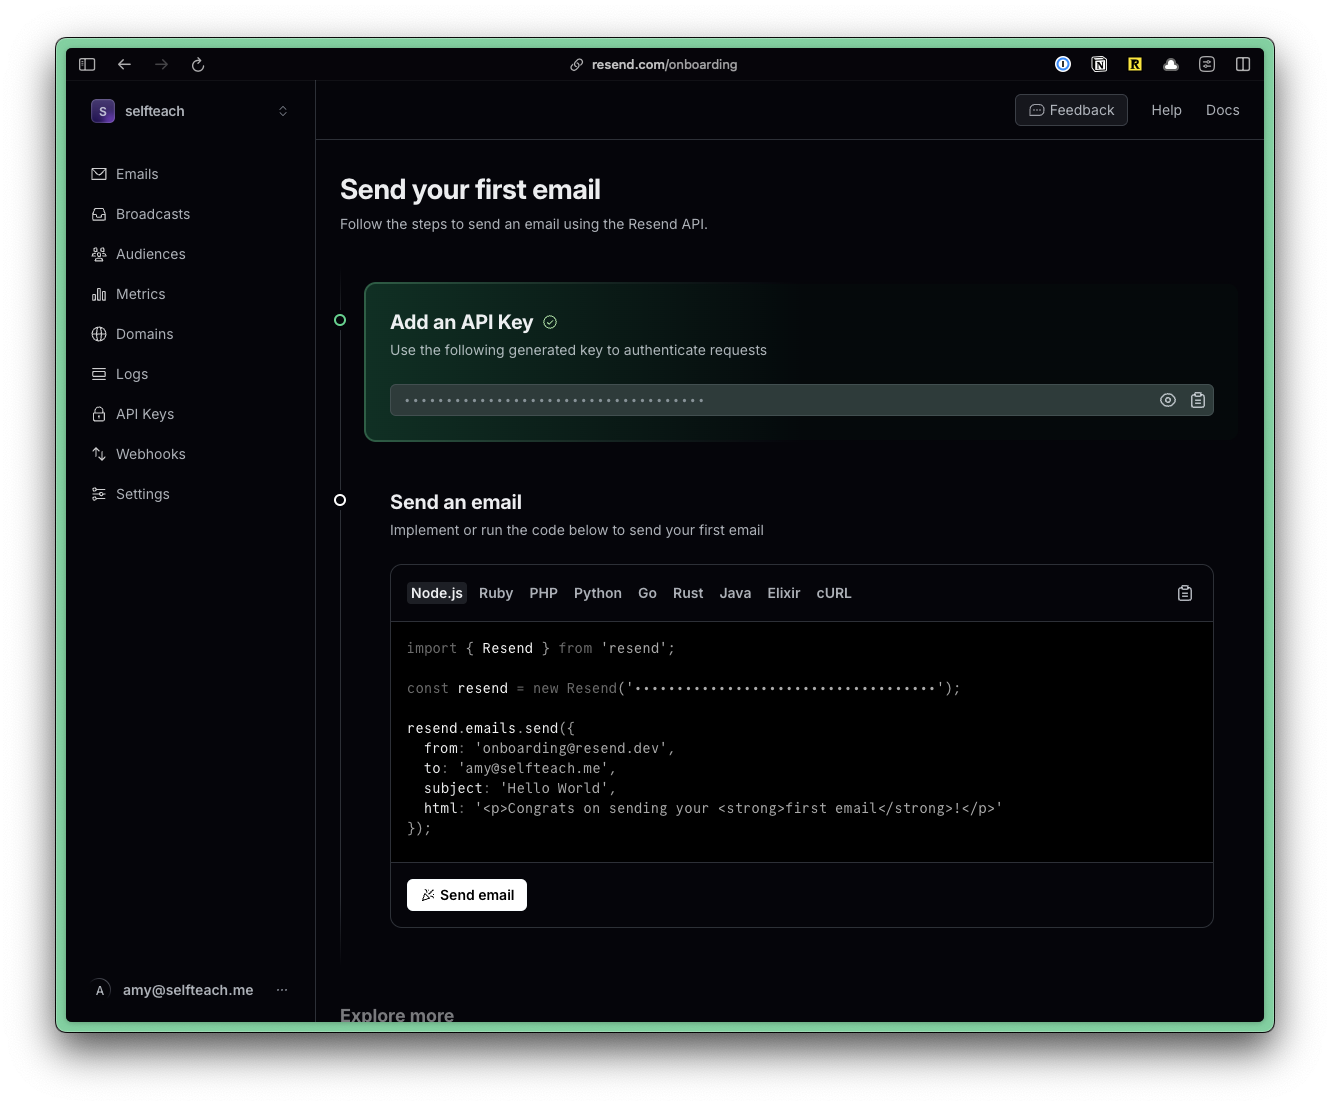 resend.com/onboarding
S selfteach
Feedback Help Docs
Emails
Broadcasts
Audiences
Metrics
Domains
Logs
API Keys
Webhooks
Settings
A amy@selfteach.me ...
Send your first email
Follow the steps to send an email using the Resend API.
Add an API Key
Use the following generated key to authenticate requests
••••••••••••••••••••••••••••••••••••
Send an email
Implement or run the code below to send your first email
Node.js Ruby PHP Python Go Rust Java Elixir cURL
import { Resend } from 'resend';
const resend = new Resend('••••••••••••••••••••••••••••••••••••');
resend.emails.send({
  from: 'onboarding@resend.dev',
  to: 'amy@selfteach.me',
  subject: 'Hello World',
  html: '<p>Congrats on sending your <strong>first email</strong>!</p>'
});
Send email
Explore more